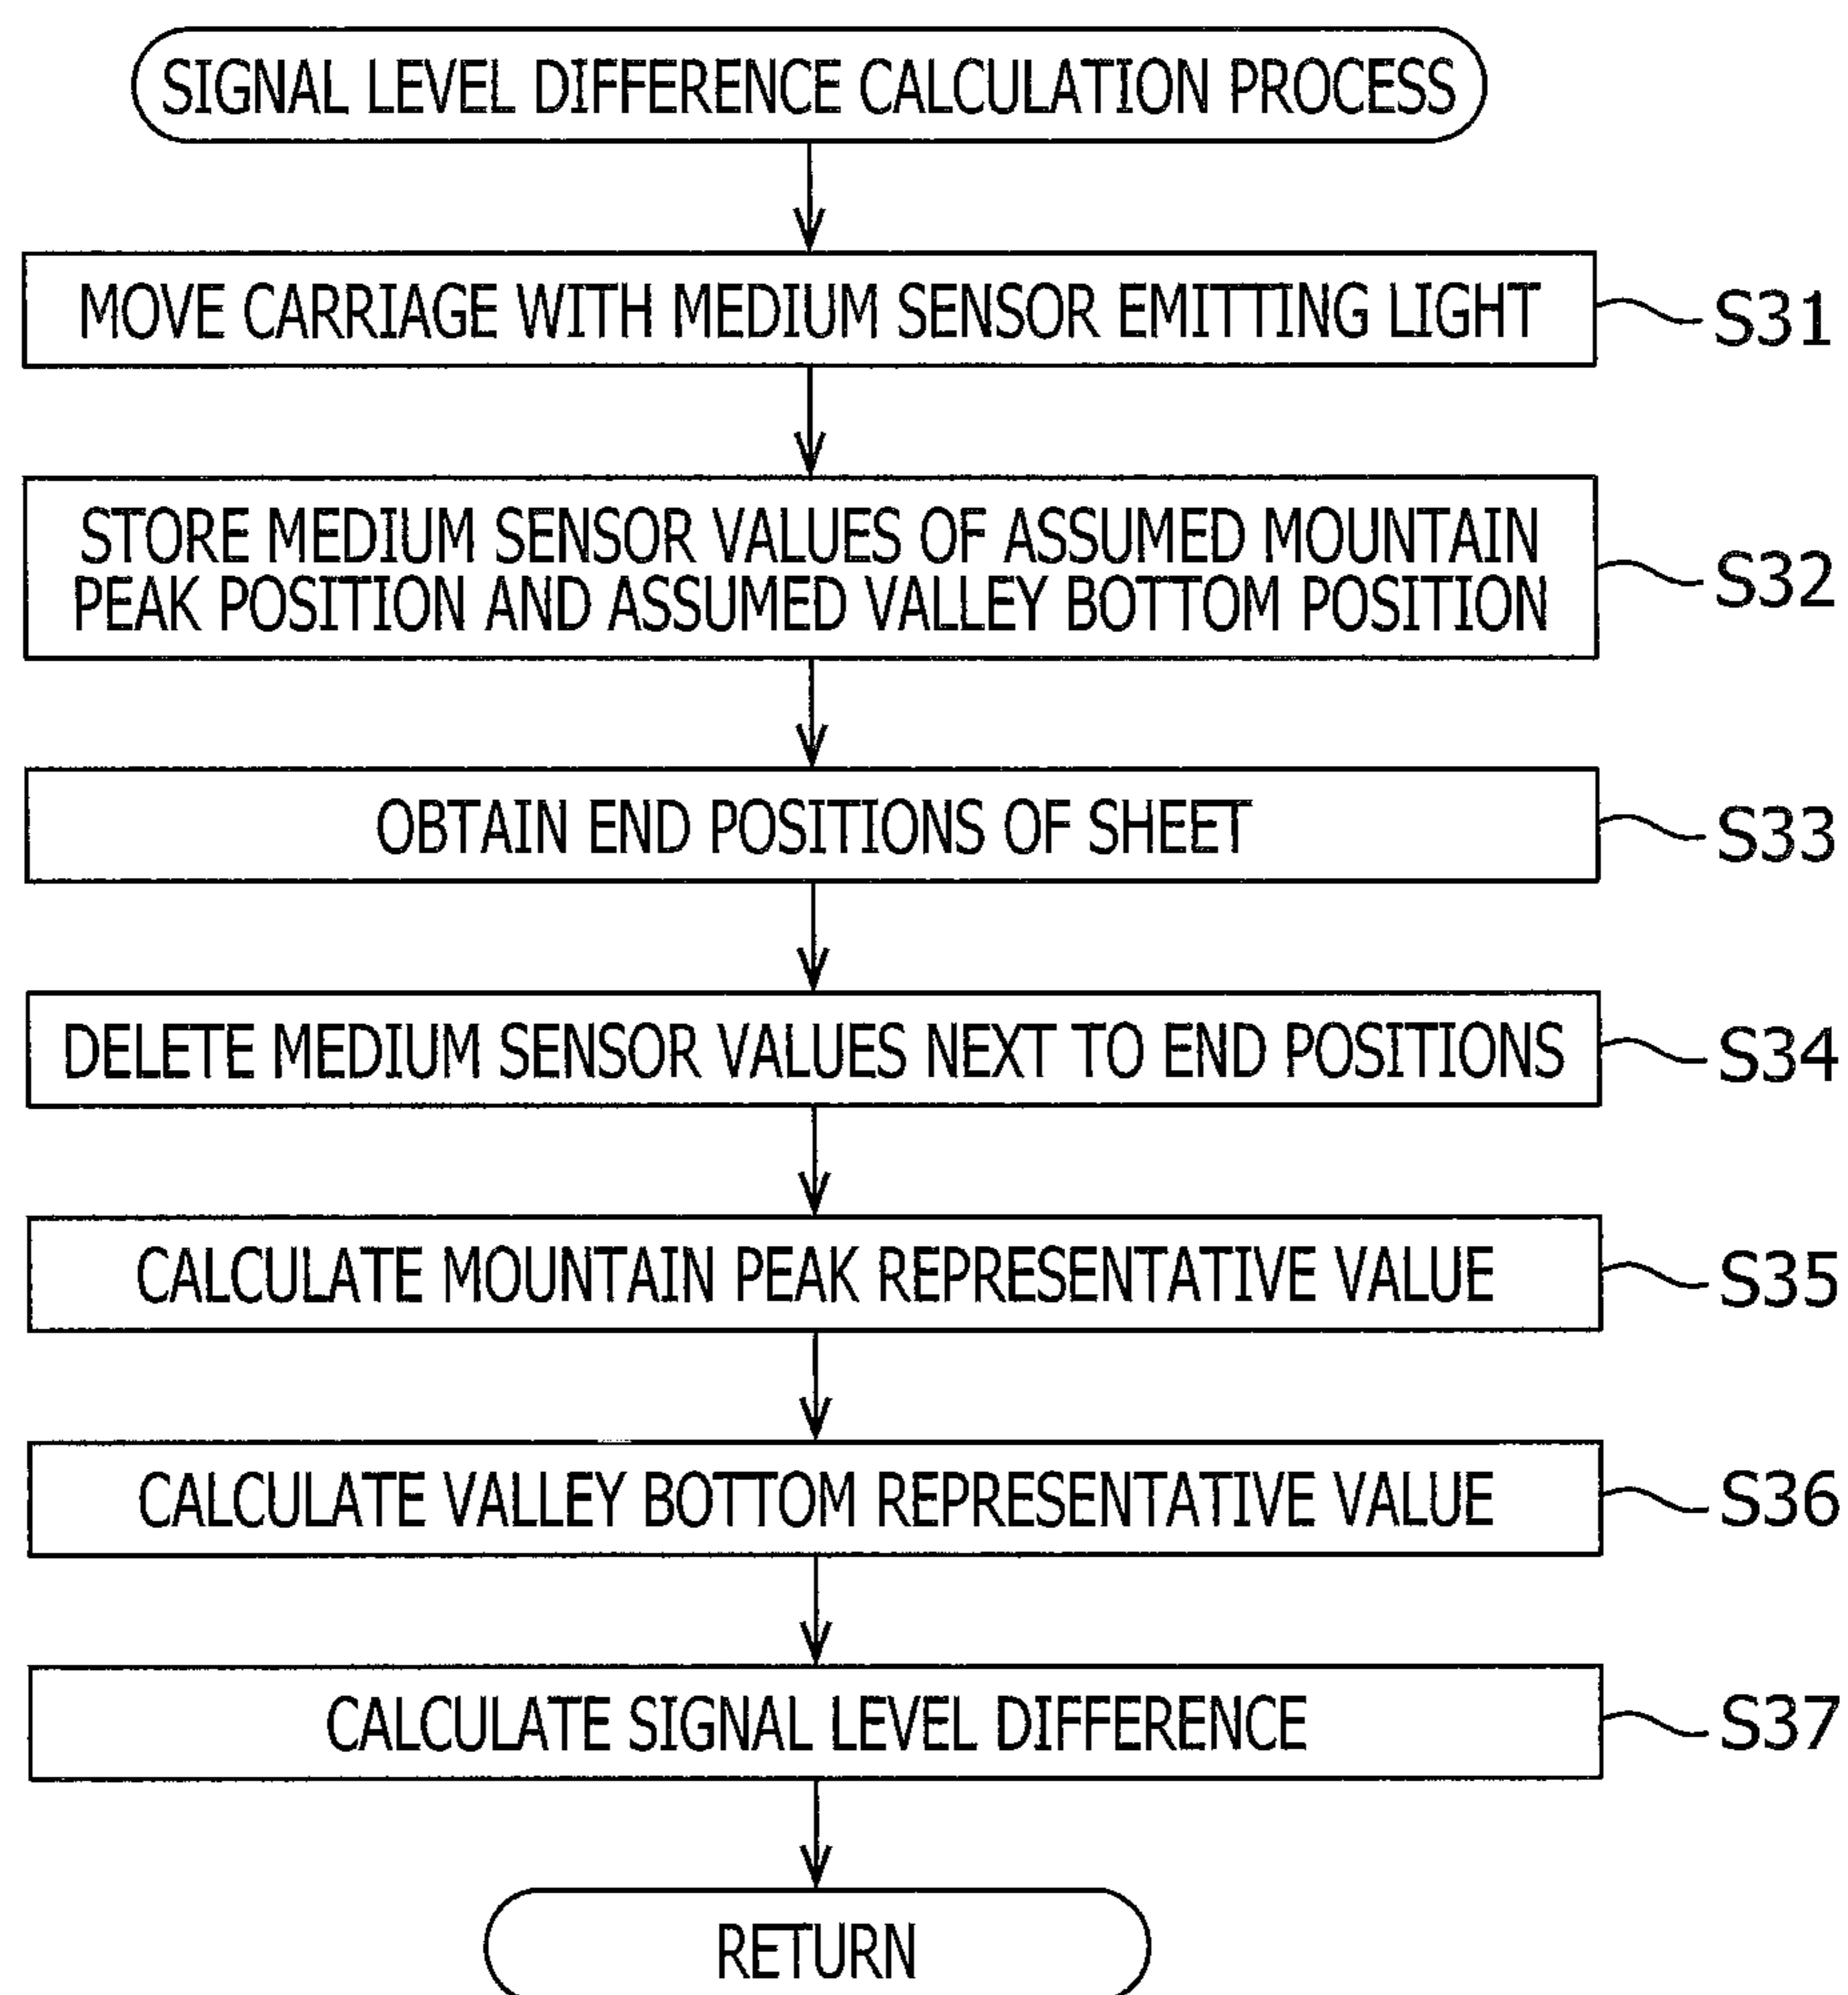 SIGNAL LEVEL DIFFERENCE CALCULATION PROCESS
MOVE CARRIAGE WITH MEDIUM SENSOR EMITTING LIGHT
S31
STORE MEDIUM SENSOR VALUES OF ASSUMED MOUNTAIN
PEAK POSITION AND ASSUMED VALLEY BOTTOM POSITION
S32
OBTAIN END POSITIONS OF SHEET
S33
DELETE MEDIUM SENSOR VALUES NEXT TO END POSITIONS
S34
CALCULATE MOUNTAIN PEAK REPRESENTATIVE VALUE
S35
CALCULATE VALLEY BOTTOM REPRESENTATIVE VALUE
S36
CALCULATE SIGNAL LEVEL DIFFERENCE
S37
RETURN